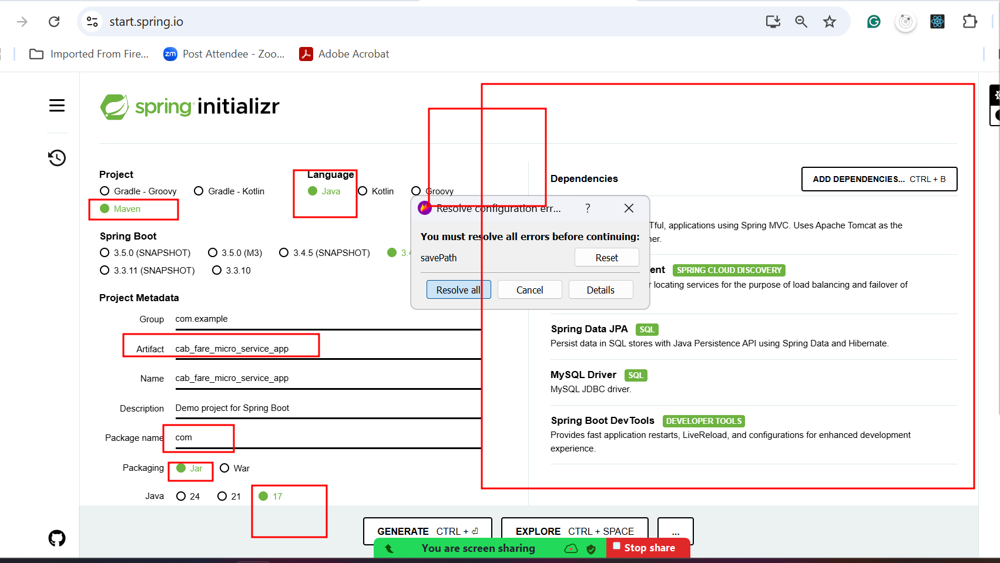 start.spring.io
Imported From Fire...
zm Post Attendee - Zoo...
Adobe Acrobat
spring initializr
Project
Gradle - Groovy
Gradle - Kotlin
Maven
Language
Java
Kotlin
Groovy
Spring Boot
3.5.0 (SNAPSHOT)
3.5.0 (M3)
3.4.5 (SNAPSHOT)
3.4
3.3.11 (SNAPSHOT)
3.3.10
Project Metadata
Group com.example
Artifact cab_fare_micro_service_app
Name cab_fare_micro_service_app
Description Demo project for Spring Boot
Package name com
Packaging Jar War
Java 24 21 17
Resolve configuration err... ?
You must resolve all errors before continuing:
savePath Reset
Resolve all Cancel Details
Dependencies
ADD DEPENDENCIES... CTRL + B
Tful, applications using Spring MVC. Uses Apache Tomcat as the
ner.
ent SPRING CLOUD DISCOVERY
r locating services for the purpose of load balancing and failover of
Spring Data JPA SQL
Persist data in SQL stores with Java Persistence API using Spring Data and Hibernate.
MySQL Driver SQL
MySQL JDBC driver.
Spring Boot DevTools DEVELOPER TOOLS
Provides fast application restarts, LiveReload, and configurations for enhanced development
experience.
GENERATE CTRL + ⏎
EXPLORE CTRL + SPACE
...
You are screen sharing
Stop share